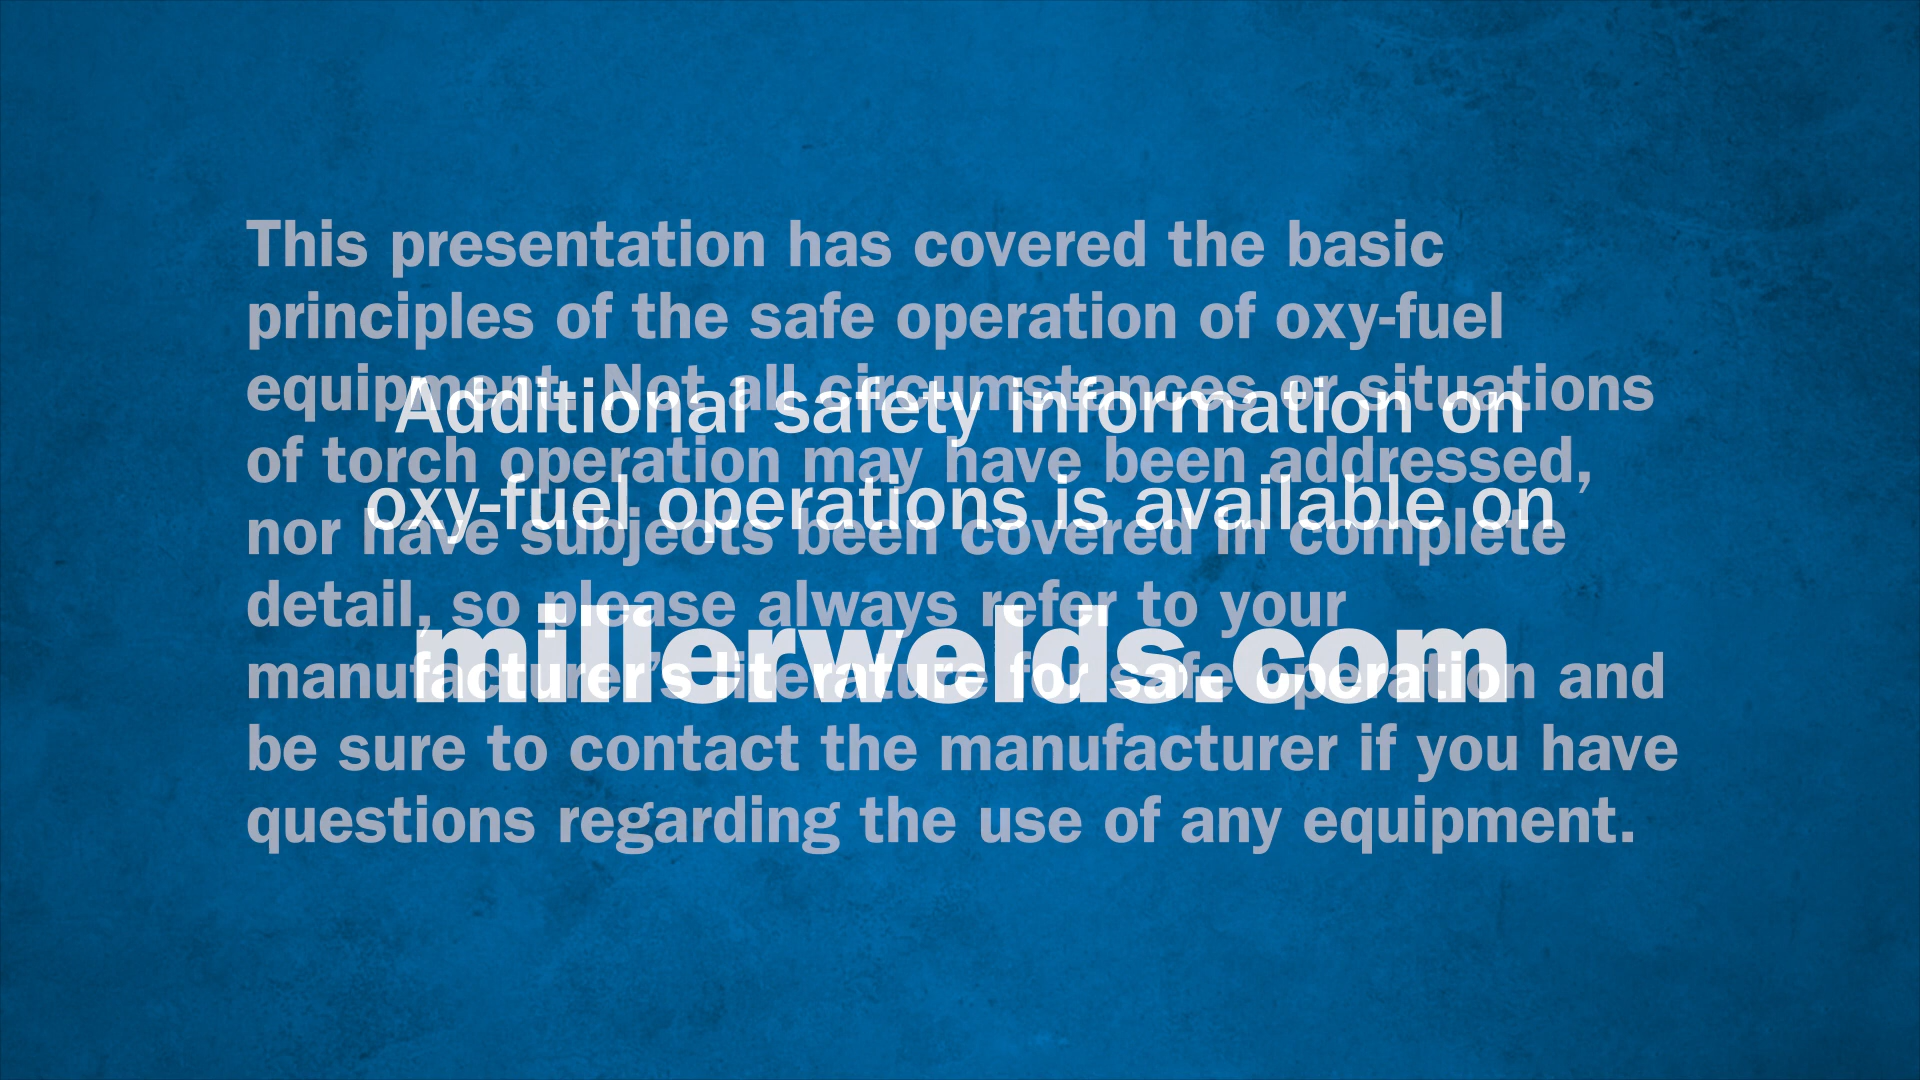 This presentation has covered the basic
principles of the safe operation of oxy-fuel
equipment. Not all circumstances or situations
of torch operation may have been addressed,
nor have subjects been covered in complete
detail, so please always refer to your
manufacturer's literature for safe operation and
be sure to contact the manufacturer if you have
questions regarding the use of any equipment.
Additional safety information on
oxy-fuel operations is available on
millerwelds.com